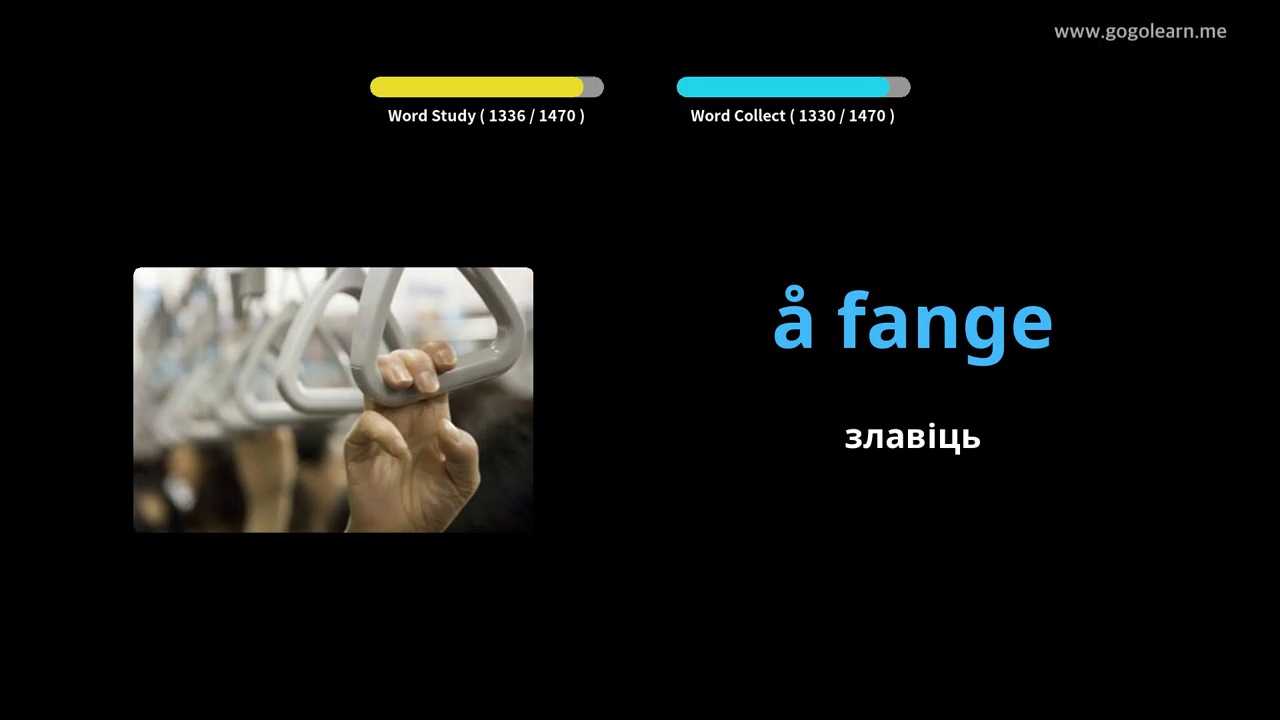 www.gogolearn.me
Word Study ( 1336 / 1470 )
Word Collect ( 1330 / 1470 )
å fange
злавіць